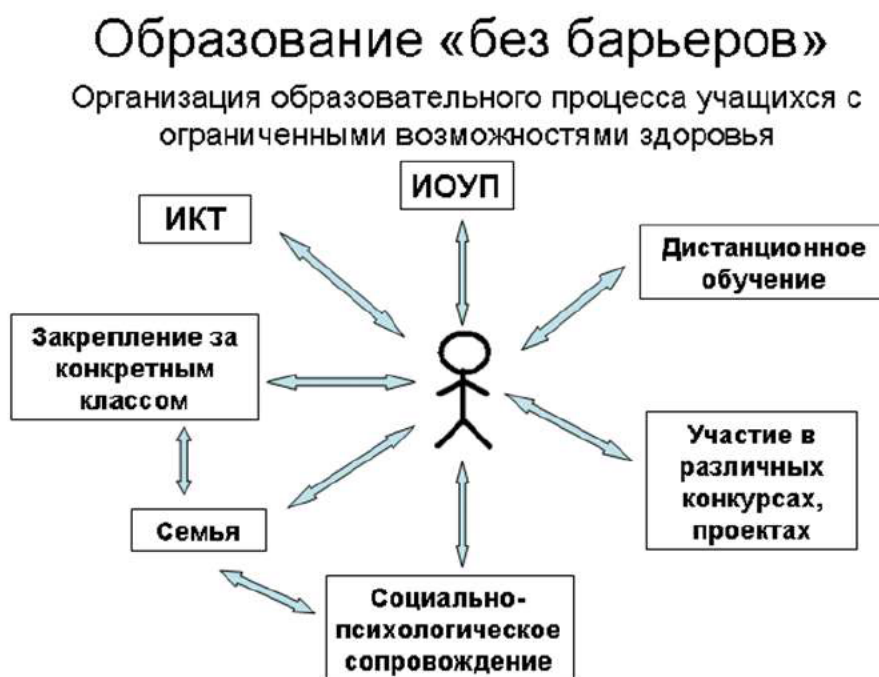 Образование «без барьеров»
Организация образовательного процесса учащихся с
ограниченными возможностями здоровья
ИОУП
ИКТ
Дистанционное
обучение
Закрепление за
конкретным
классом
Участие в
различных
конкурсах,
проектах
Семья
Социально-
психологическое
сопровождение